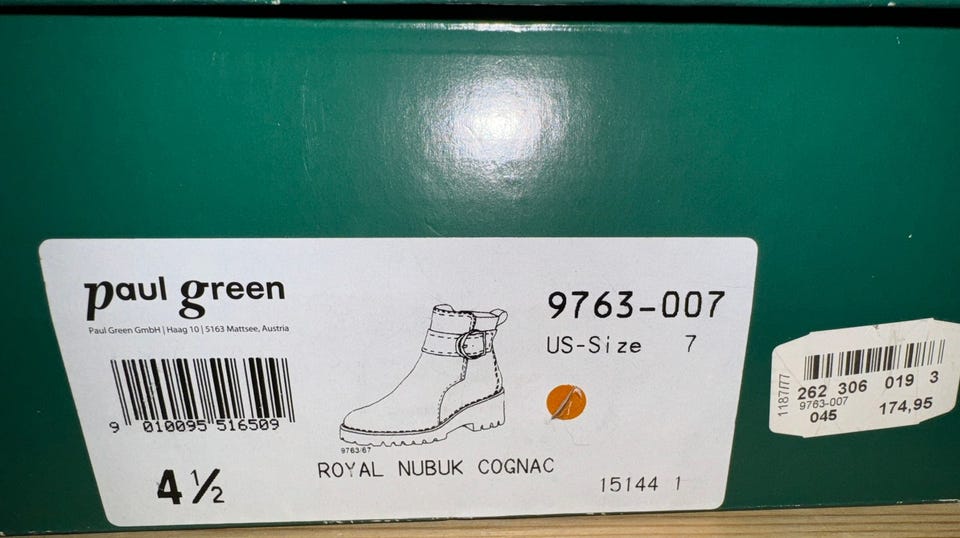 paul green
Paul Green GmbH | Haag 10 | 5163 Mattsee, Austria
9 010095 516509
4 ½
9763/67
ROYAL NUBUK COGNAC
9763-007
US-Size 7
15144 1
1187/77
262 306 019 3
9763-007
045 174,95